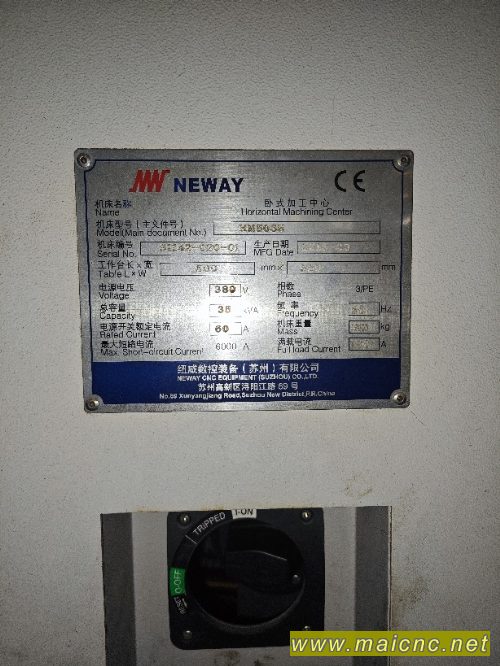 NEWAY CE
机床名称 卧式加工中心
Name Horizontal Machining Center
机床型号(主文件号)
Model(Main document No.)
机床编号 生产日期
Serial No. MFG Date
工作台长×宽 500 mm× mm
Table L×W
电源电压 380 V 相数 3/PE
Voltage Phase
总容量 35 KVA 频率 Hz
Capacity Frequency
电源开关额定电流 60 A 机床重量 kg
Rated Current Mass
最大短路电流 6000 A 满载电流 A
Max. Short-circuit Current Full load Current
纽威数控装备(苏州)有限公司
NEWAY CNC EQUIPMENT (SUZHOU) CO.,LTD.
苏州高新区浔阳江路 69 号
No.69 Xunyangjiang Road,Suzhou New District,P.R.China
TRIPPED I-ON
O-OFF
RESET
www.maicnc.net